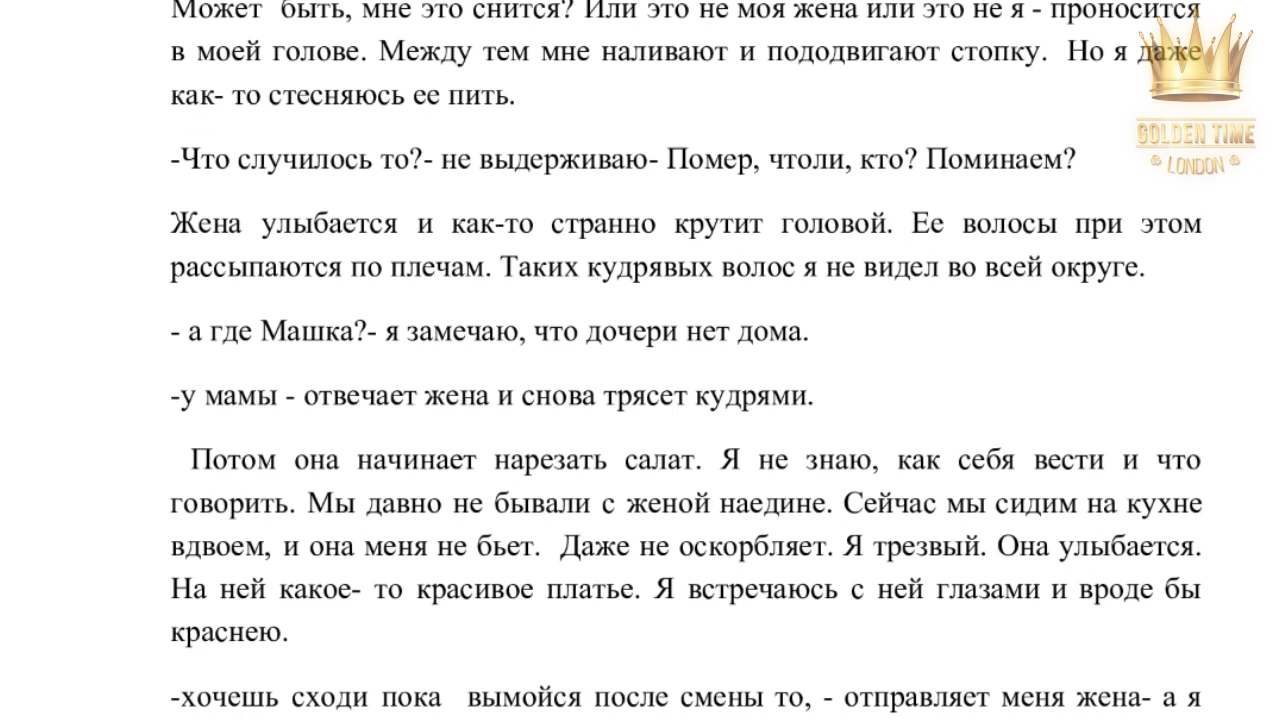 Может быть, мне это снится? Или это не моя жена или это не я - проносится
в моей голове. Между тем мне наливают и пододвигают стопку. Но я даже
как- то стесняюсь ее пить.
-Что случилось то?- не выдерживаю- Помер, чтоли, кто? Поминаем?
Жена улыбается и как-то странно крутит головой. Ее волосы при этом
рассыпаются по плечам. Таких кудрявых волос я не видел во всей округе.
- а где Машка?- я замечаю, что дочери нет дома.
-у мамы - отвечает жена и снова трясет кудрями.
Потом она начинает нарезать салат. Я не знаю, как себя вести и что
говорить. Мы давно не бывали с женой наедине. Сейчас мы сидим на кухне
вдвоем, и она меня не бьет. Даже не оскорбляет. Я трезвый. Она улыбается.
На ней какое- то красивое платье. Я встречаюсь с ней глазами и вроде бы
краснею.
-хочешь сходи пока вымойся после смены то, - отправляет меня жена- а я
GOLDEN TIME
LONDON